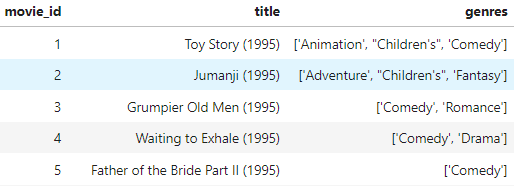 movie_id title genres
1 Toy Story (1995) ['Animation', "Children's", 'Comedy']
2 Jumanji (1995) ['Adventure', "Children's", 'Fantasy']
3 Grumpier Old Men (1995) ['Comedy', 'Romance']
4 Waiting to Exhale (1995) ['Comedy', 'Drama']
5 Father of the Bride Part II (1995) ['Comedy']